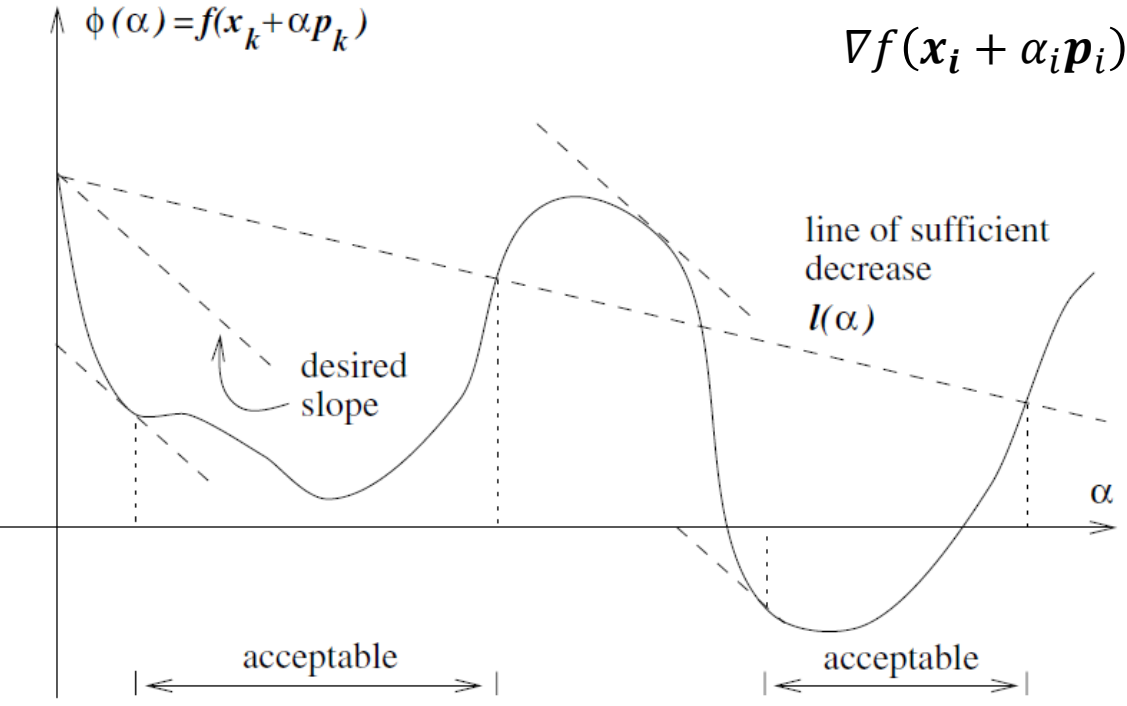 ϕ(α)=f(x_k+αp_k)
∇f(x_i + α_i p_i)
line of sufficient
decrease
l(α)
desired
slope
α
acceptable
acceptable